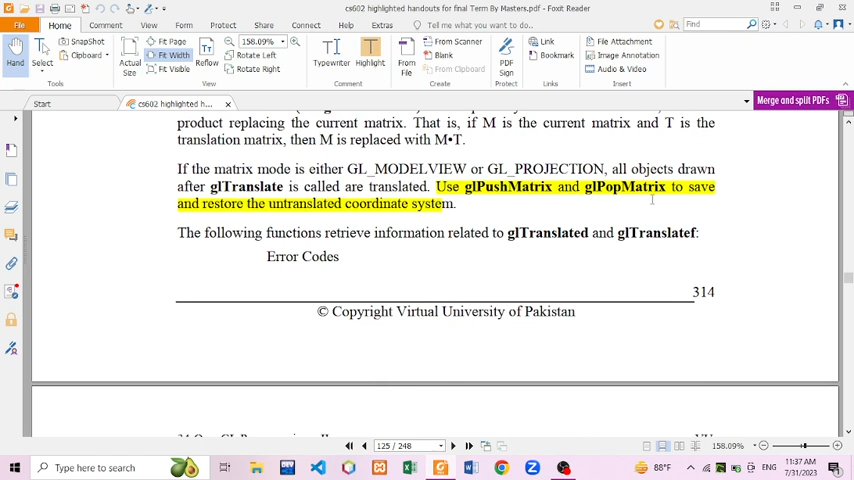 cs602 highlighted handouts for final Term By Masters.pdf - Foxit Reader
File Home Comment View Form Protect Share Connect Help Extras Tell me what you want to do... Find
Hand
Select
SnapShot
Clipboard
Tools
Actual Size
Fit Page
Fit Width
Fit Visible
Reflow
158.09%
Rotate Left
Rotate Right
View
Typewriter
Highlight
Comment
From File
From Scanner
Blank
From Clipboard
Create
PDF Sign
Protect
Link
Bookmark
Links
File Attachment
Image Annotation
Audio & Video
Insert
Start
cs602 highlighted h...
Merge and split PDFs
product replacing the current matrix. That is, if M is the current matrix and T is the
translation matrix, then M is replaced with M•T.
If the matrix mode is either GL_MODELVIEW or GL_PROJECTION, all objects drawn
after glTranslate is called are translated. Use glPushMatrix and glPopMatrix to save
and restore the untranslated coordinate system.
The following functions retrieve information related to glTranslated and glTranslatef:
Error Codes
314
© Copyright Virtual University of Pakistan
125 / 248
158.09%
Type here to search
88°F
ENG
11:37 AM
7/31/2023